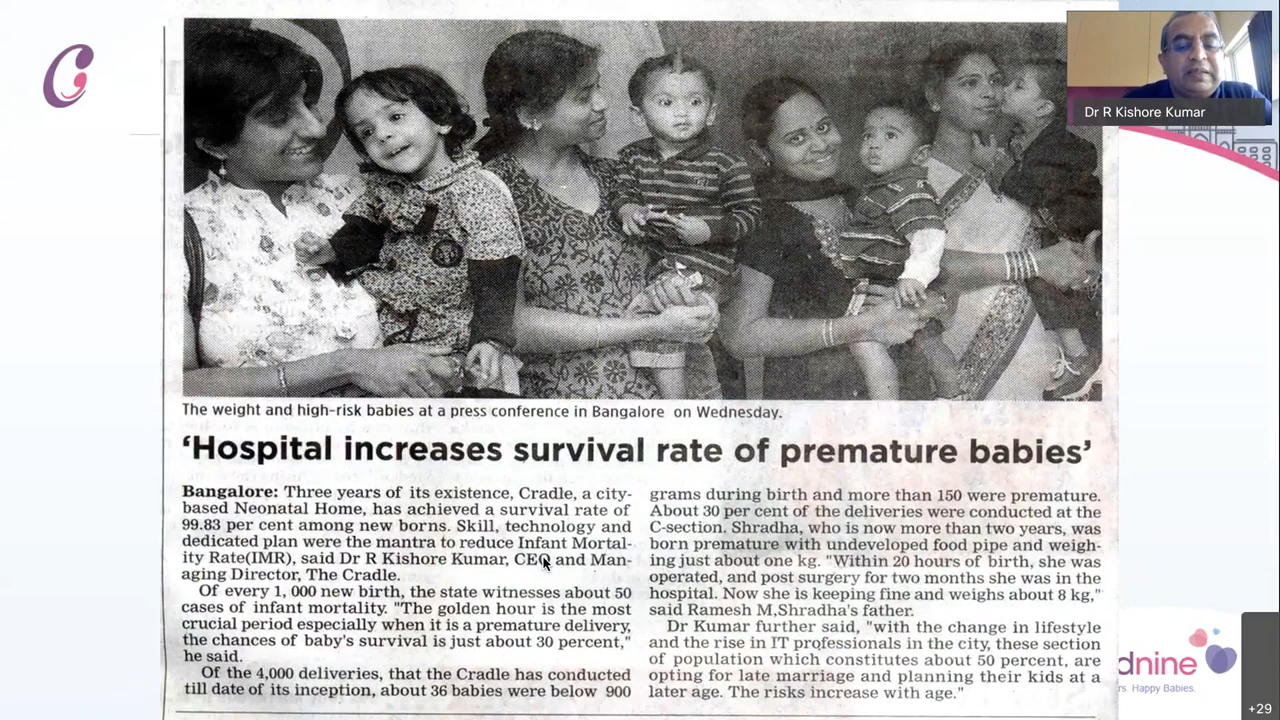 Dr R Kishore Kumar
The weight and high-risk babies at a press conference in Bangalore on Wednesday.
‘Hospital increases survival rate of premature babies’
Bangalore: Three years of its existence, Cradle, a city-
based Neonatal Home, has achieved a survival rate of
99.83 per cent among new borns. Skill, technology and
dedicated plan were the mantra to reduce Infant Mortal-
ity Rate(IMR), said Dr R Kishore Kumar, CEO and Man-
aging Director, The Cradle.
Of every 1, 000 new birth, the state witnesses about 50
cases of infant mortality. "The golden hour is the most
crucial period especially when it is a premature delivery,
the chances of baby's survival is just about 30 percent,"
he said.
Of the 4,000 deliveries, that the Cradle has conducted
till date of its inception, about 36 babies were below 900
grams during birth and more than 150 were premature.
About 30 per cent of the deliveries were conducted at the
C-section. Shradha, who is now more than two years, was
born premature with undeveloped food pipe and weigh-
ing just about one kg. "Within 20 hours of birth, she was
operated, and post surgery for two months she was in the
hospital. Now she is keeping fine and weighs about 8 kg,"
said Ramesh M,Shradha's father.
Dr Kumar further said, "with the change in lifestyle
and the rise in IT professionals in the city, these section
of population which constitutes about 50 percent, are
opting for late marriage and planning their kids at a
later age. The risks increase with age."
dnine
rs. Happy Babies.
+29